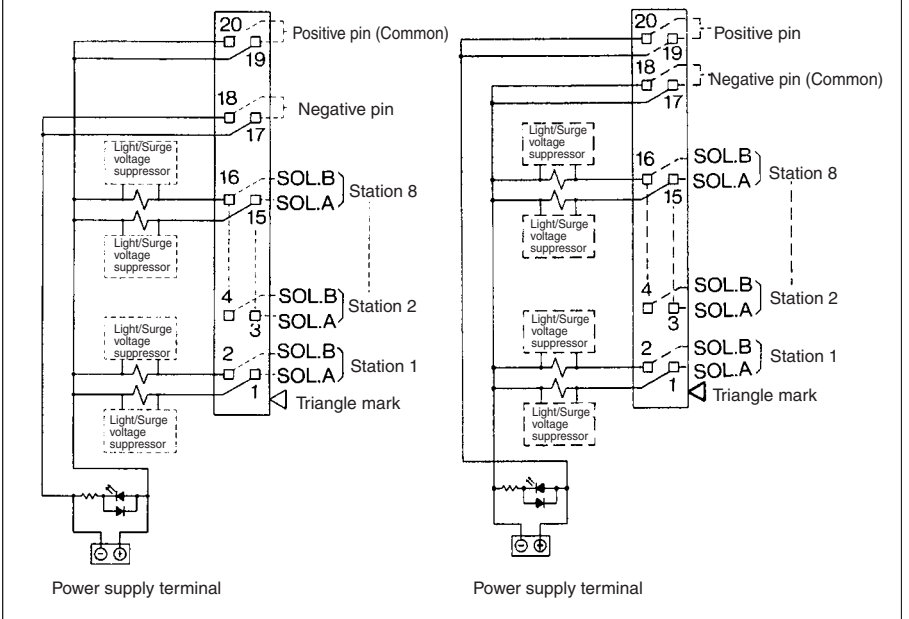 20
Positive pin (Common)
19
18
Negative pin
17
Light/Surge
voltage
suppressor
16
SOL.B
Station 8
SOL.A
15
Light/Surge
voltage
suppressor
4
SOL.B
Station 2
SOL.A
3
Light/Surge
voltage
suppressor
2
SOL.B
Station 1
SOL.A
1
Triangle mark
Light/Surge
voltage
suppressor
Power supply terminal
20
Positive pin
19
18
Negative pin (Common)
17
Light/Surge
voltage
suppressor
16
SOL.B
Station 8
SOL.A
15
Light/Surge
voltage
suppressor
4
SOL.B
Station 2
SOL.A
3
Light/Surge
voltage
suppressor
2
SOL.B
Station 1
SOL.A
1
Triangle mark
Light/Surge
voltage
suppressor
Power supply terminal